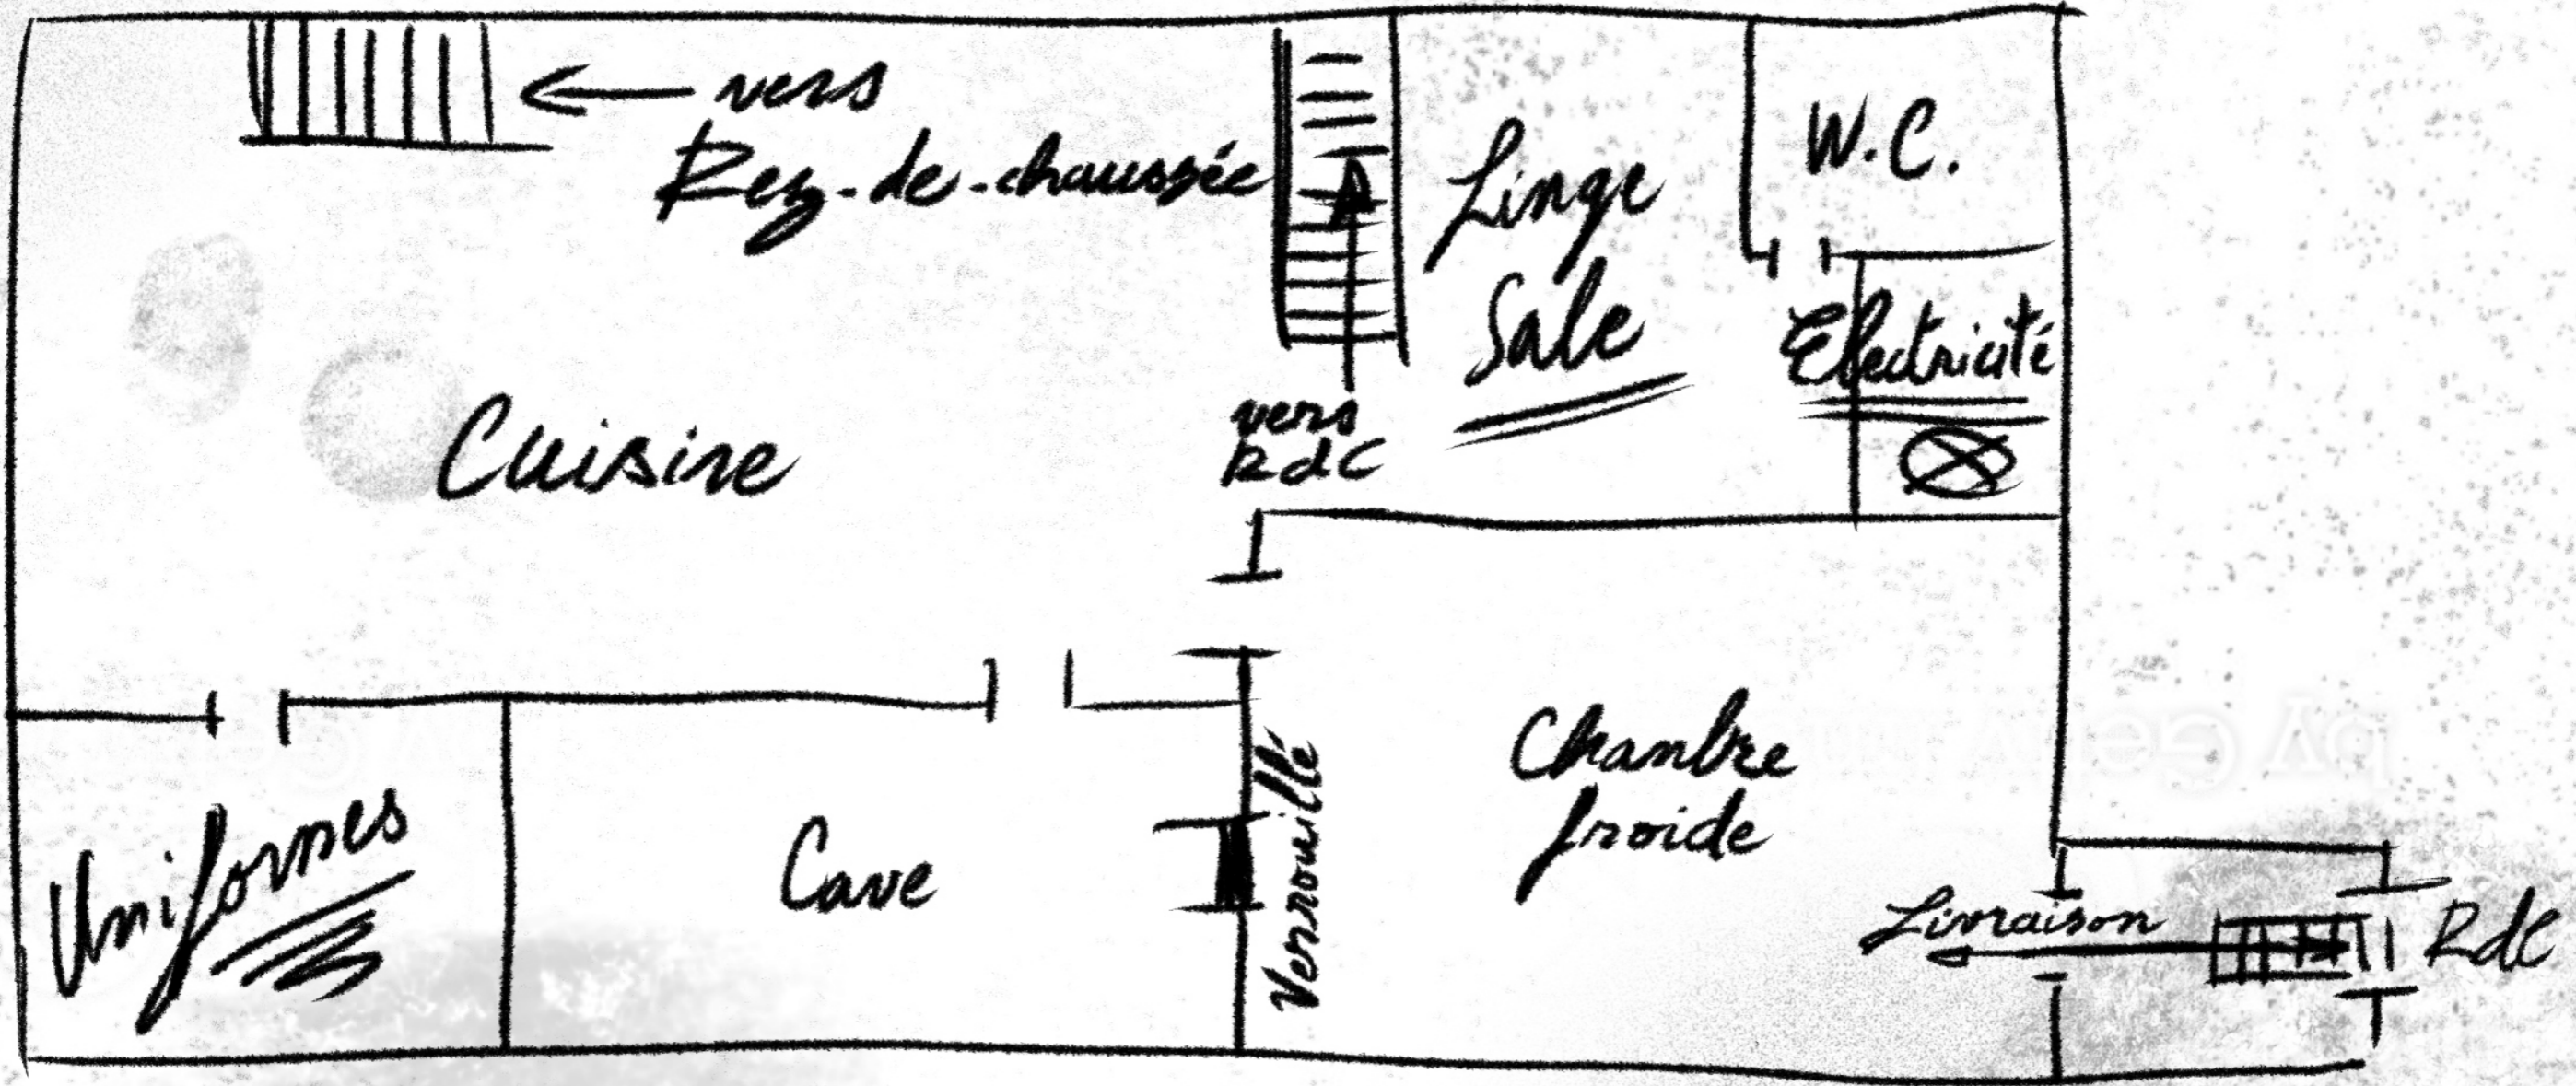 vers
Rez-de-chaussée
Linge
Sale
W.C.
Electricité
Cuisine
vers
RdC
Uniformes
Cave
Verrouillé
Chambre
froide
Livraison
RdC